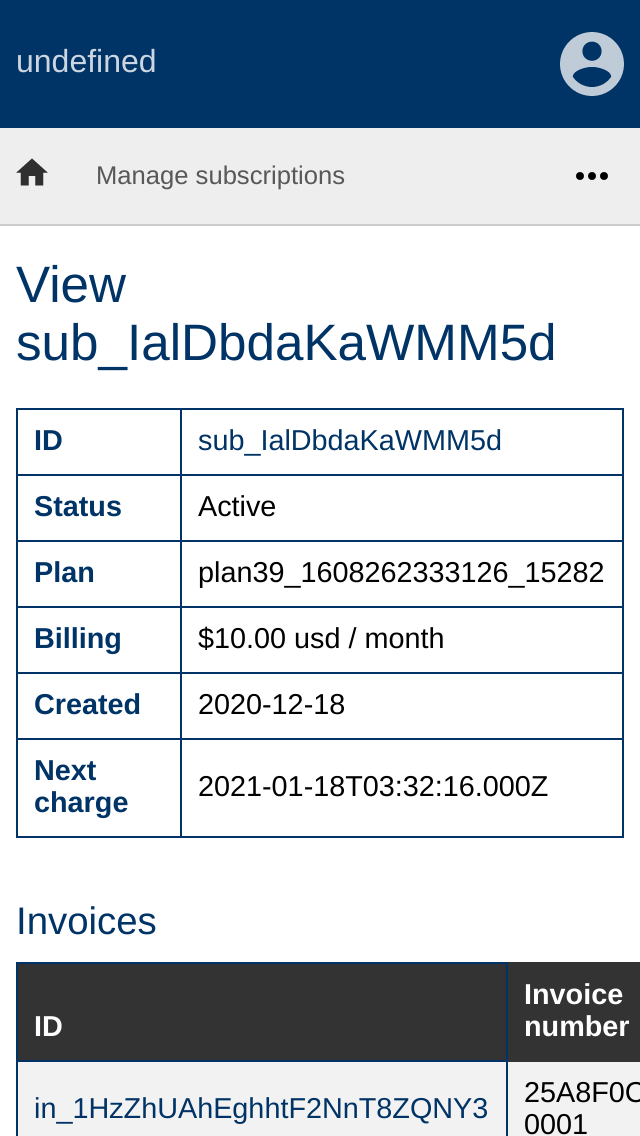 undefined
Manage subscriptions
View
sub_IalDbdaKaWMM5d
ID sub_IalDbdaKaWMM5d
Status Active
Plan plan39_1608262333126_15282
Billing $10.00 usd / month
Created 2020-12-18
Next charge 2021-01-18T03:32:16.000Z
Invoices
ID Invoice number
in_1HzZhUAhEghhtF2NnT8ZQNY3
0001